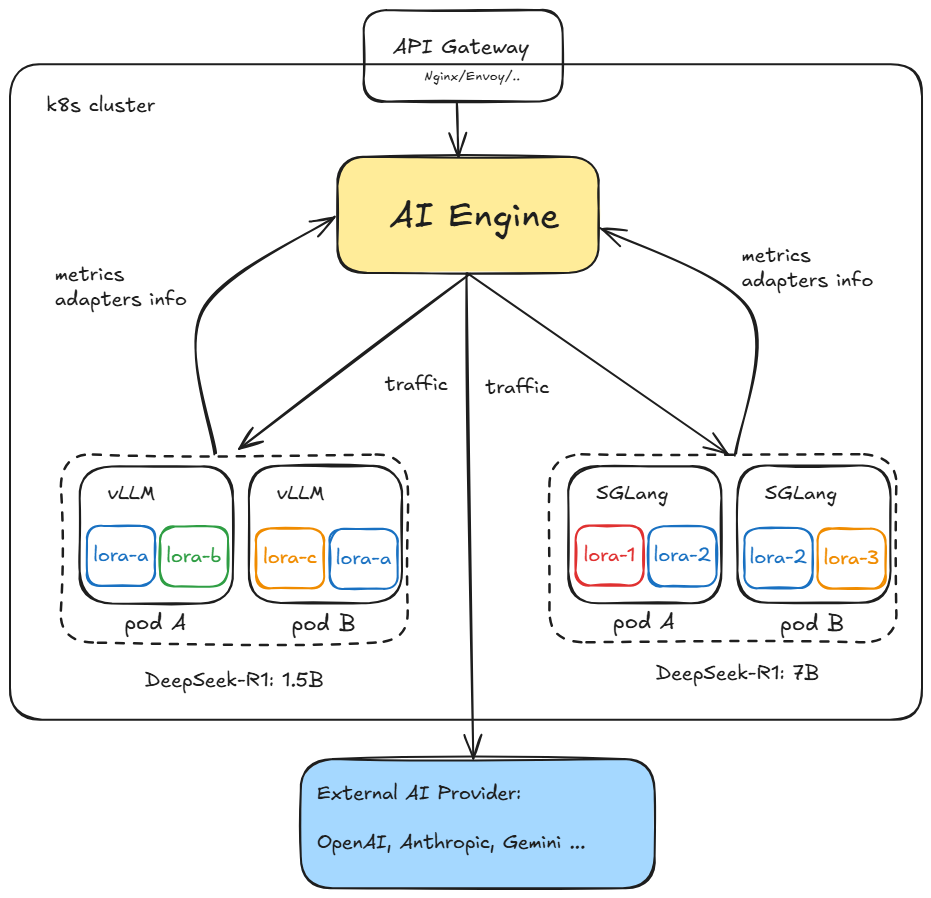 API Gateway
Nginx/Envoy/..
k8s cluster
AI Engine
metrics
adapters info
metrics
adapters info
traffic
traffic
vLLM
lora-a
lora-b
pod A
vLLM
lora-c
lora-a
pod B
DeepSeek-R1: 1.5B
SGLang
lora-1
lora-2
pod A
SGLang
lora-2
lora-3
pod B
DeepSeek-R1: 7B
External AI Provider:
OpenAI, Anthropic, Gemini ...